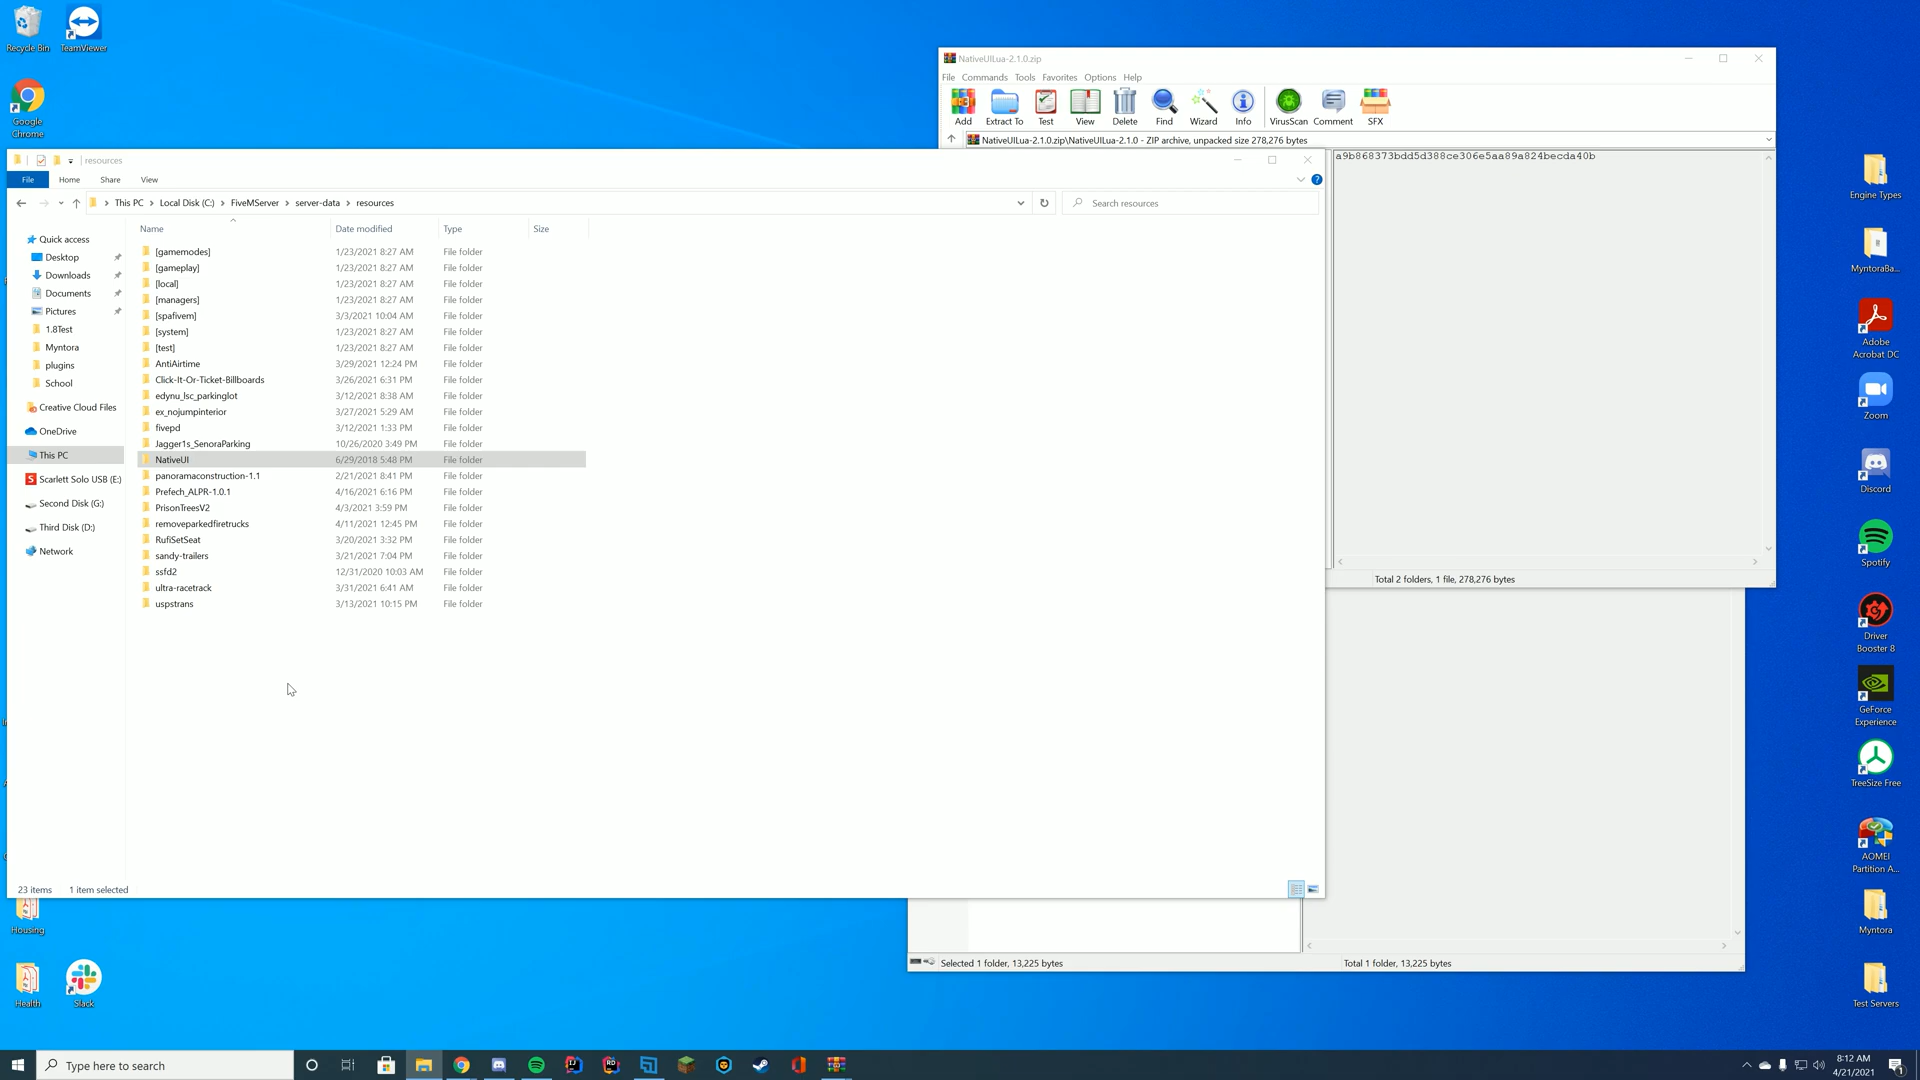 Recycle Bin
TeamViewer
Google
Chrome
NativeUILua-2.1.0.zip
File Commands Tools Favorites Options Help
Add Extract To Test View Delete Find Wizard Info VirusScan Comment SFX
NativeUILua-2.1.0.zip\NativeUILua-2.1.0 - ZIP archive, unpacked size 278,276 bytes
a9b868373bdd5d388ce306e5aa89a824becda40b
Total 2 folders, 1 file, 278,276 bytes
resources
File Home Share View
This PC Local Disk (C:) FiveMServer server-data resources
Search resources
Quick access
Desktop
Downloads
Documents
Pictures
1.8Test
Myntora
plugins
School
Creative Cloud Files
OneDrive
This PC
Scarlett Solo USB (E:)
Second Disk (G:)
Third Disk (D:)
Network
Name Date modified Type Size
[gamemodes] 1/23/2021 8:27 AM File folder
[gameplay] 1/23/2021 8:27 AM File folder
[local] 1/23/2021 8:27 AM File folder
[managers] 1/23/2021 8:27 AM File folder
[spafivem] 3/3/2021 10:04 AM File folder
[system] 1/23/2021 8:27 AM File folder
[test] 1/23/2021 8:27 AM File folder
AntiAirtime 3/29/2021 12:24 PM File folder
Click-It-Or-Ticket-Billboards 3/26/2021 6:31 PM File folder
edynu_lsc_parkinglot 3/12/2021 8:38 AM File folder
ex_nojumpinterior 3/27/2021 5:29 AM File folder
fivepd 3/12/2021 1:33 PM File folder
Jagger1s_SenoraParking 10/26/2020 3:49 PM File folder
NativeUI 6/29/2018 5:48 PM File folder
panoramaconstruction-1.1 2/21/2021 8:41 PM File folder
Prefech_ALPR-1.0.1 4/16/2021 6:16 PM File folder
PrisonTreesV2 4/3/2021 3:59 PM File folder
removeparkedfiretrucks 4/11/2021 12:45 PM File folder
RufiSetSeat 3/20/2021 3:32 PM File folder
sandy-trailers 3/21/2021 7:04 PM File folder
ssfd2 12/31/2020 10:03 AM File folder
ultra-racetrack 3/31/2021 6:41 AM File folder
uspstrans 3/13/2021 10:15 PM File folder
23 items 1 item selected
Selected 1 folder, 13,225 bytes
Total 1 folder, 13,225 bytes
Housing
Health
Slack
Engine Types
MyntoraBa...
Adobe
Acrobat DC
Zoom
Discord
Spotify
Driver
Booster 8
GeForce
Experience
TreeSize Free
AOMEI
Partition A...
Myntora
Test Servers
Type here to search
8:12 AM
4/21/2021